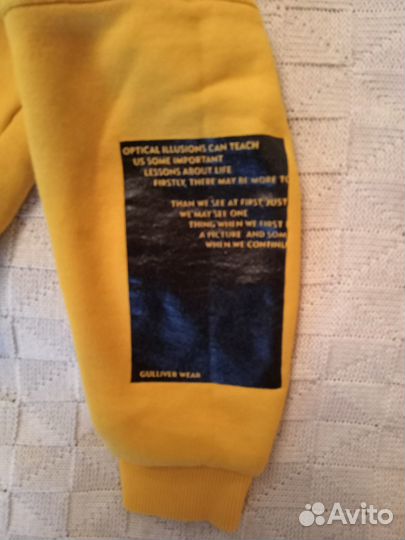 OPTICAL ILLUSIONS CAN TEACH
US SOME IMPORTANT
LESSONS ABOUT LIFE
FIRSTLY, THERE MAY BE MORE TO
THAN WE SEE AT FIRST, JUST
WE MAY SEE ONE
THING WHEN WE FIRST
A PICTURE AND SOM
WHEN WE CONTINU
GULLIVER WEAR
Avito